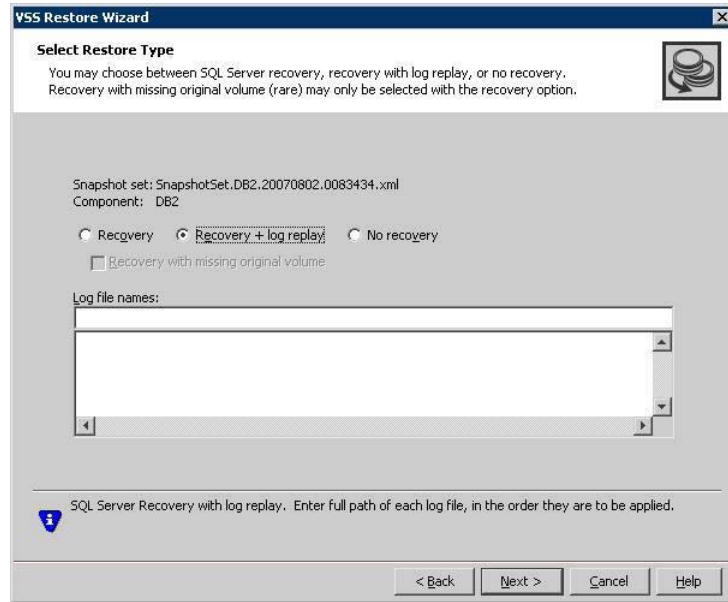 VSS Restore Wizard
Select Restore Type
You may choose between SQL Server recovery, recovery with log replay, or no recovery.
Recovery with missing original volume (rare) may only be selected with the recovery option.
Snapshot set: SnapshotSet.DB2.20070802.0083434.xml
Component: DB2
Recovery Recovery + log replay No recovery
Recovery with missing original volume
Log file names:
SQL Server Recovery with log replay. Enter full path of each log file, in the order they are to be applied.
< Back Next > Cancel Help